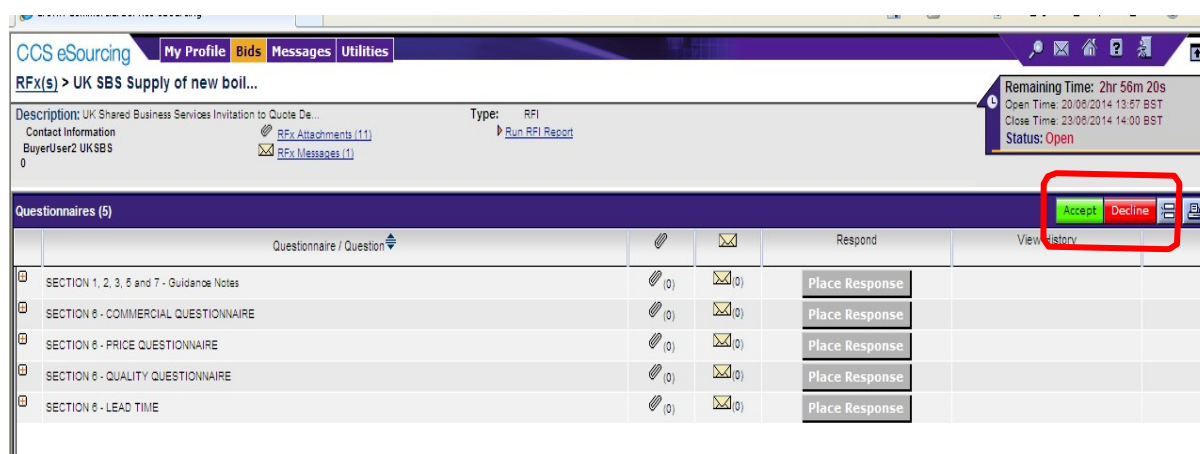 CCS eSourcing My Profile Bids Messages Utilities
RFx(s) > UK SBS Supply of new boil...
Remaining Time: 2hr 56m 20s
Open Time: 20/06/2014 13:57 BST
Close Time: 23/06/2014 14:00 BST
Status: Open
Description: UK Shared Business Services Invitation to Quote De...
Type: RFI
Contact Information
RFx Attachments (11)
Run RFI Report
BuyerUser2 UKSBS
RFx Messages (1)
0
Questionnaires (5)
Accept Decline
Questionnaire / Question Respond View History
SECTION 1, 2, 3, 5 and 7 - Guidance Notes (0) (0) Place Response
SECTION 6 - COMMERCIAL QUESTIONNAIRE (0) (0) Place Response
SECTION 6 - PRICE QUESTIONNAIRE (0) (0) Place Response
SECTION 6 - QUALITY QUESTIONNAIRE (0) (0) Place Response
SECTION 6 - LEAD TIME (0) (0) Place Response